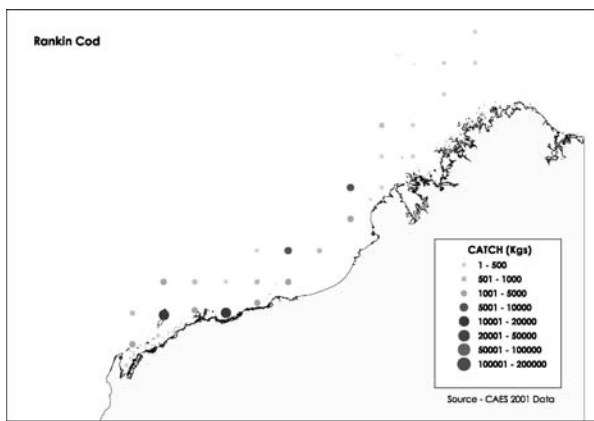 Rankin Cod
CATCH (Kgs)
1 - 500
501 - 1000
1001 - 5000
5001 - 10000
10001 - 20000
20001 - 50000
50001 - 100000
100001 - 200000
Source - CAES 2001 Data